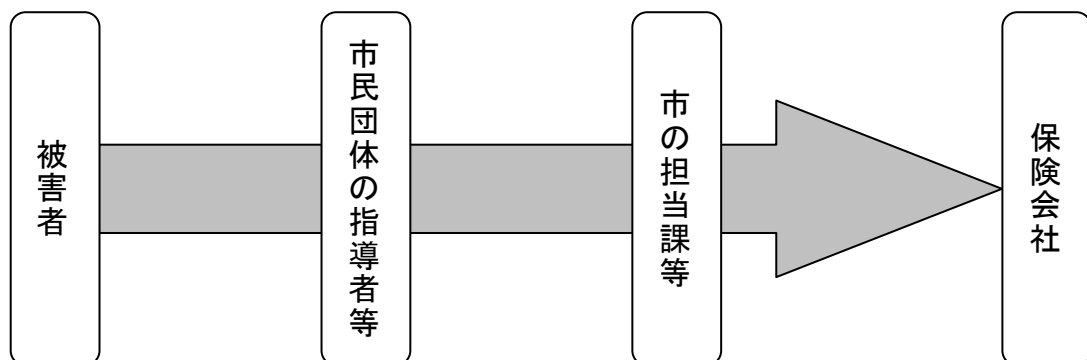 被害者
市民団体の指導者等
市の担当課等
保険会社